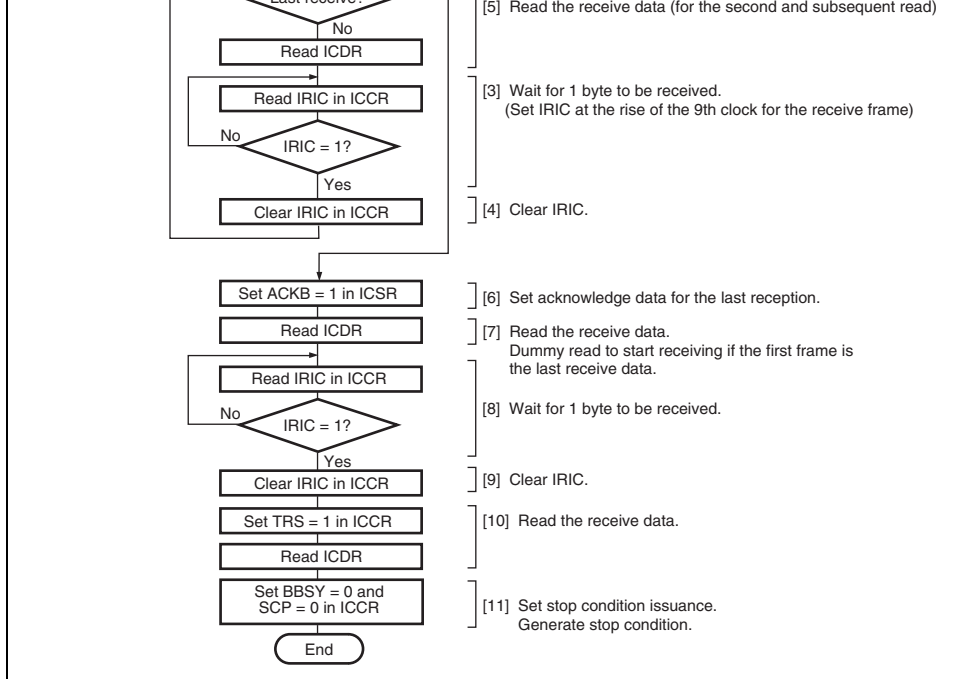 Last receive?
[5] Read the receive data (for the second and subsequent read)
No
Read ICDR
Read IRIC in ICCR
[3] Wait for 1 byte to be received.
(Set IRIC at the rise of the 9th clock for the receive frame)
No
IRIC = 1?
Yes
Clear IRIC in ICCR
[4] Clear IRIC.
Set ACKB = 1 in ICSR
[6] Set acknowledge data for the last reception.
Read ICDR
[7] Read the receive data.
Dummy read to start receiving if the first frame is
the last receive data.
Read IRIC in ICCR
[8] Wait for 1 byte to be received.
No
IRIC = 1?
Yes
Clear IRIC in ICCR
[9] Clear IRIC.
Set TRS = 1 in ICCR
[10] Read the receive data.
Read ICDR
Set BBSY = 0 and
SCP = 0 in ICCR
[11] Set stop condition issuance.
Generate stop condition.
End